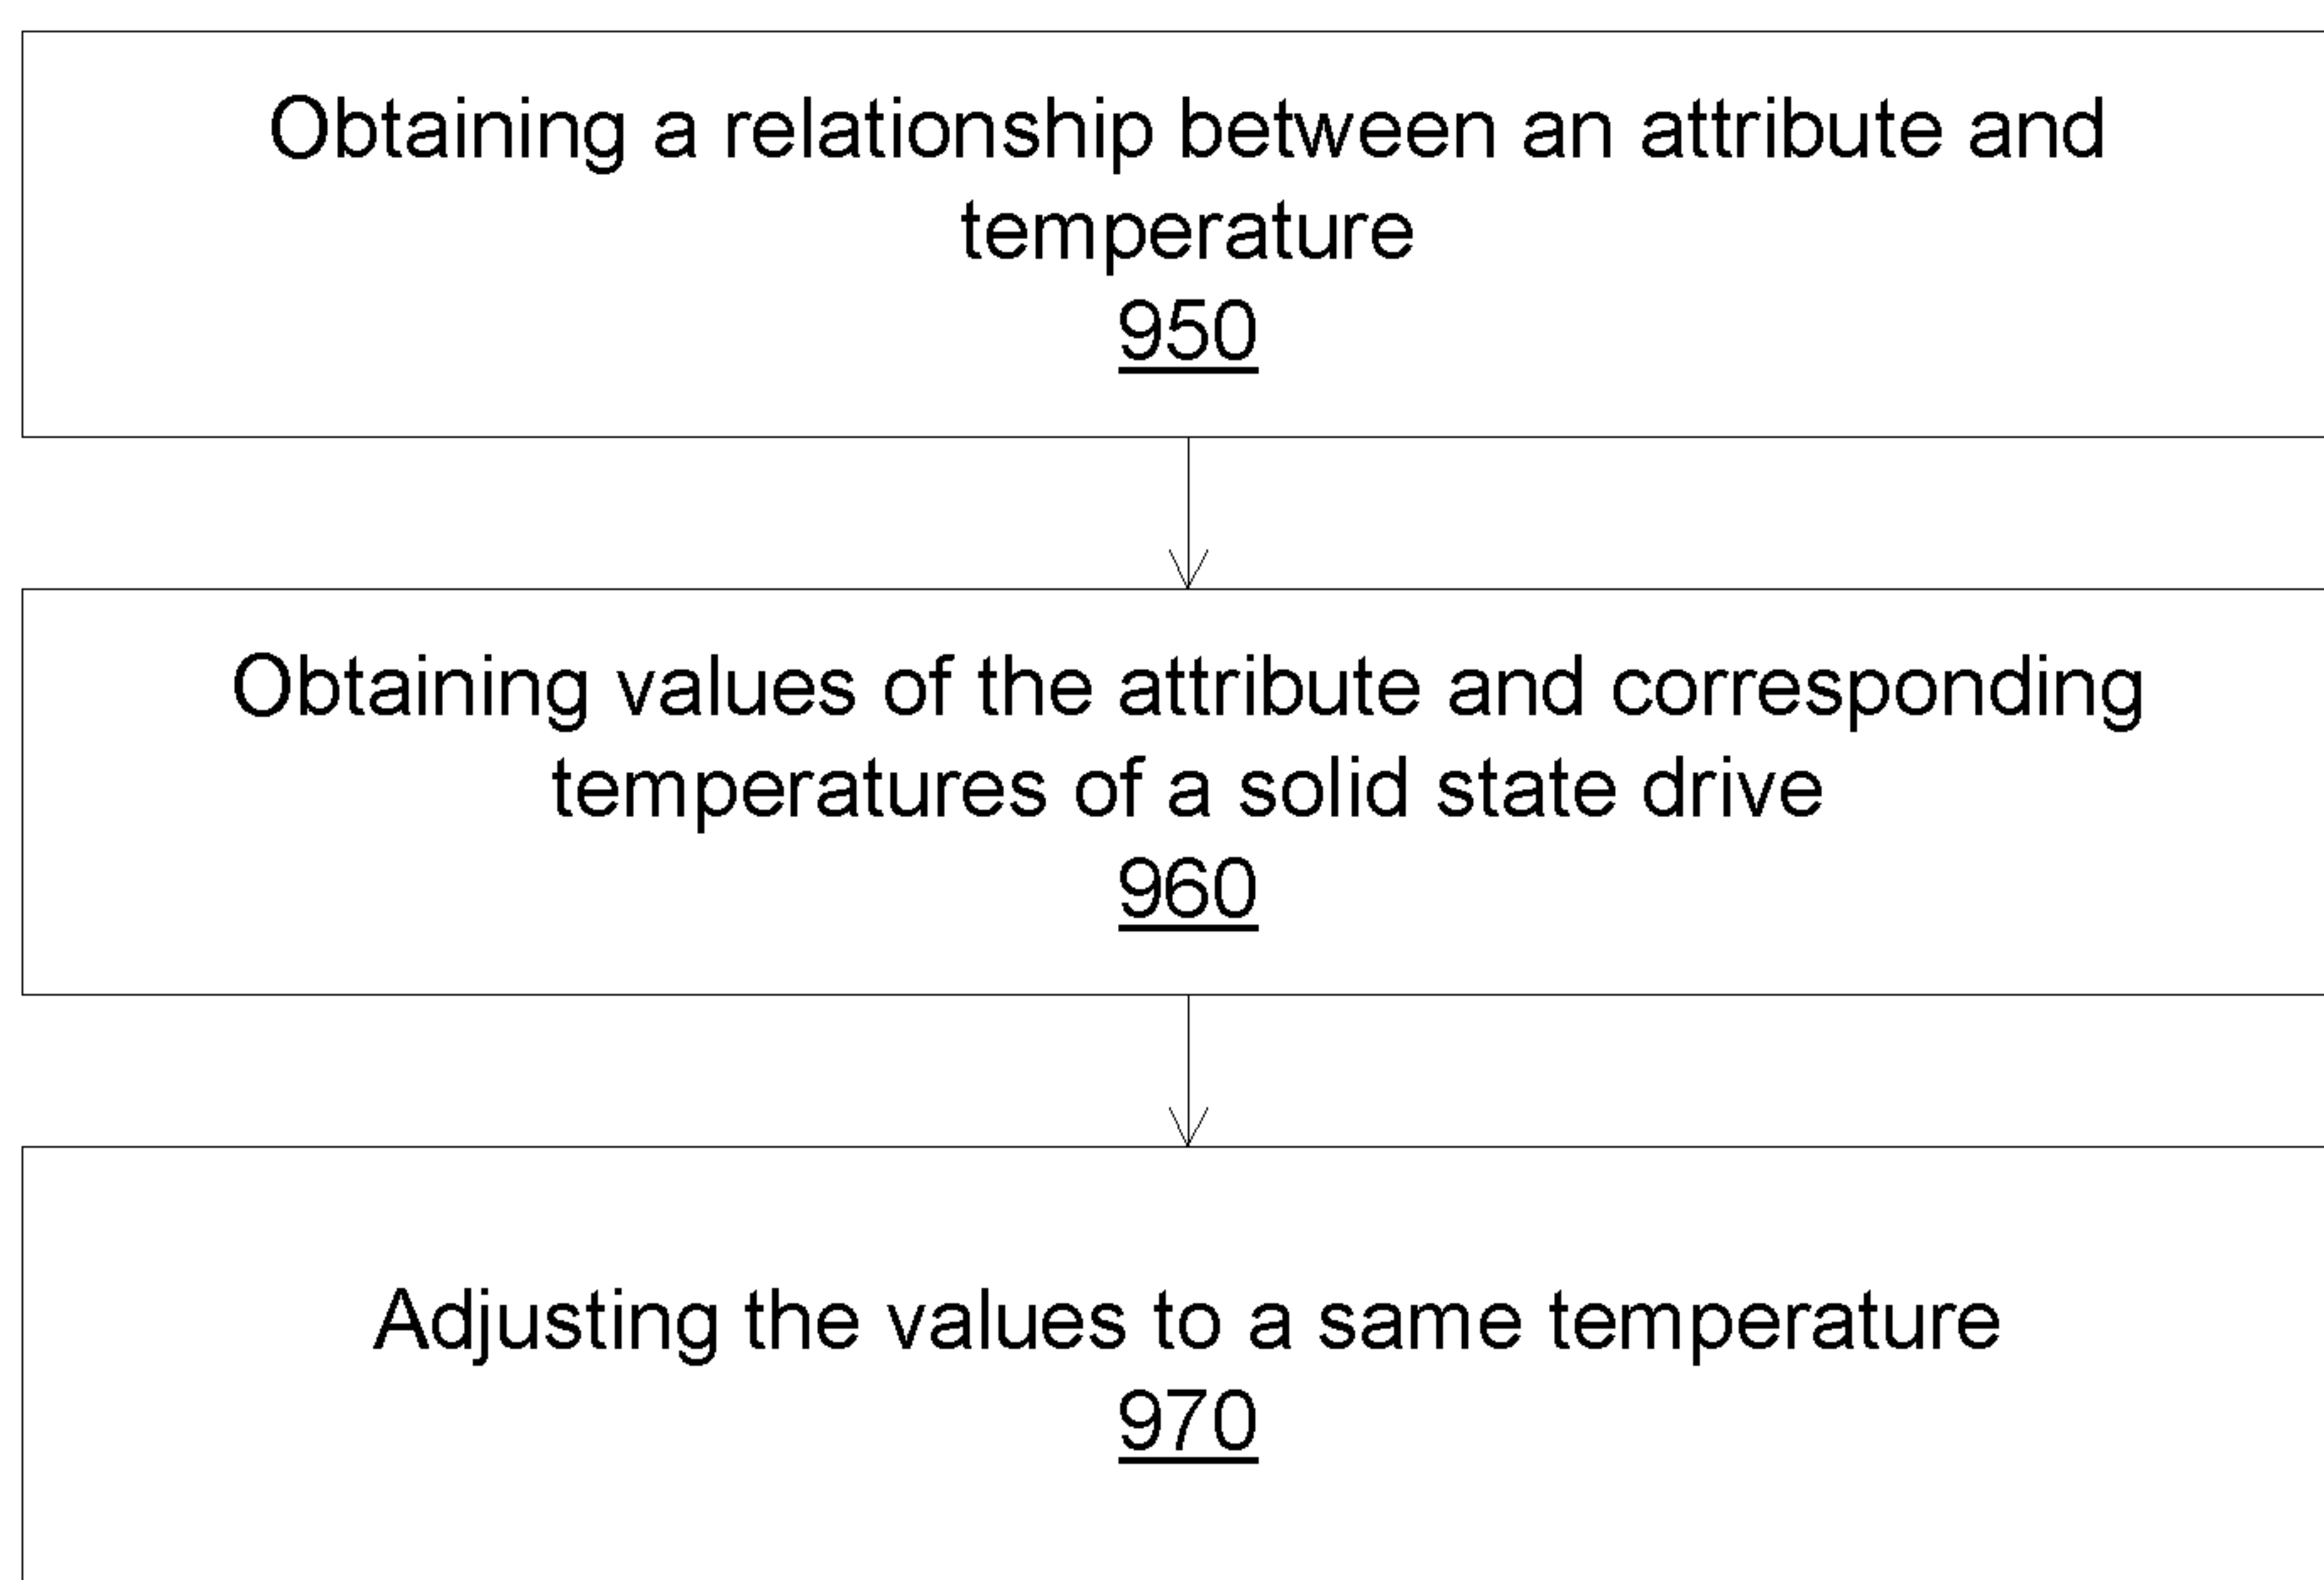 Obtaining a relationship between an attribute and
temperature
950
Obtaining values of the attribute and corresponding
temperatures of a solid state drive
960
Adjusting the values to a same temperature
970